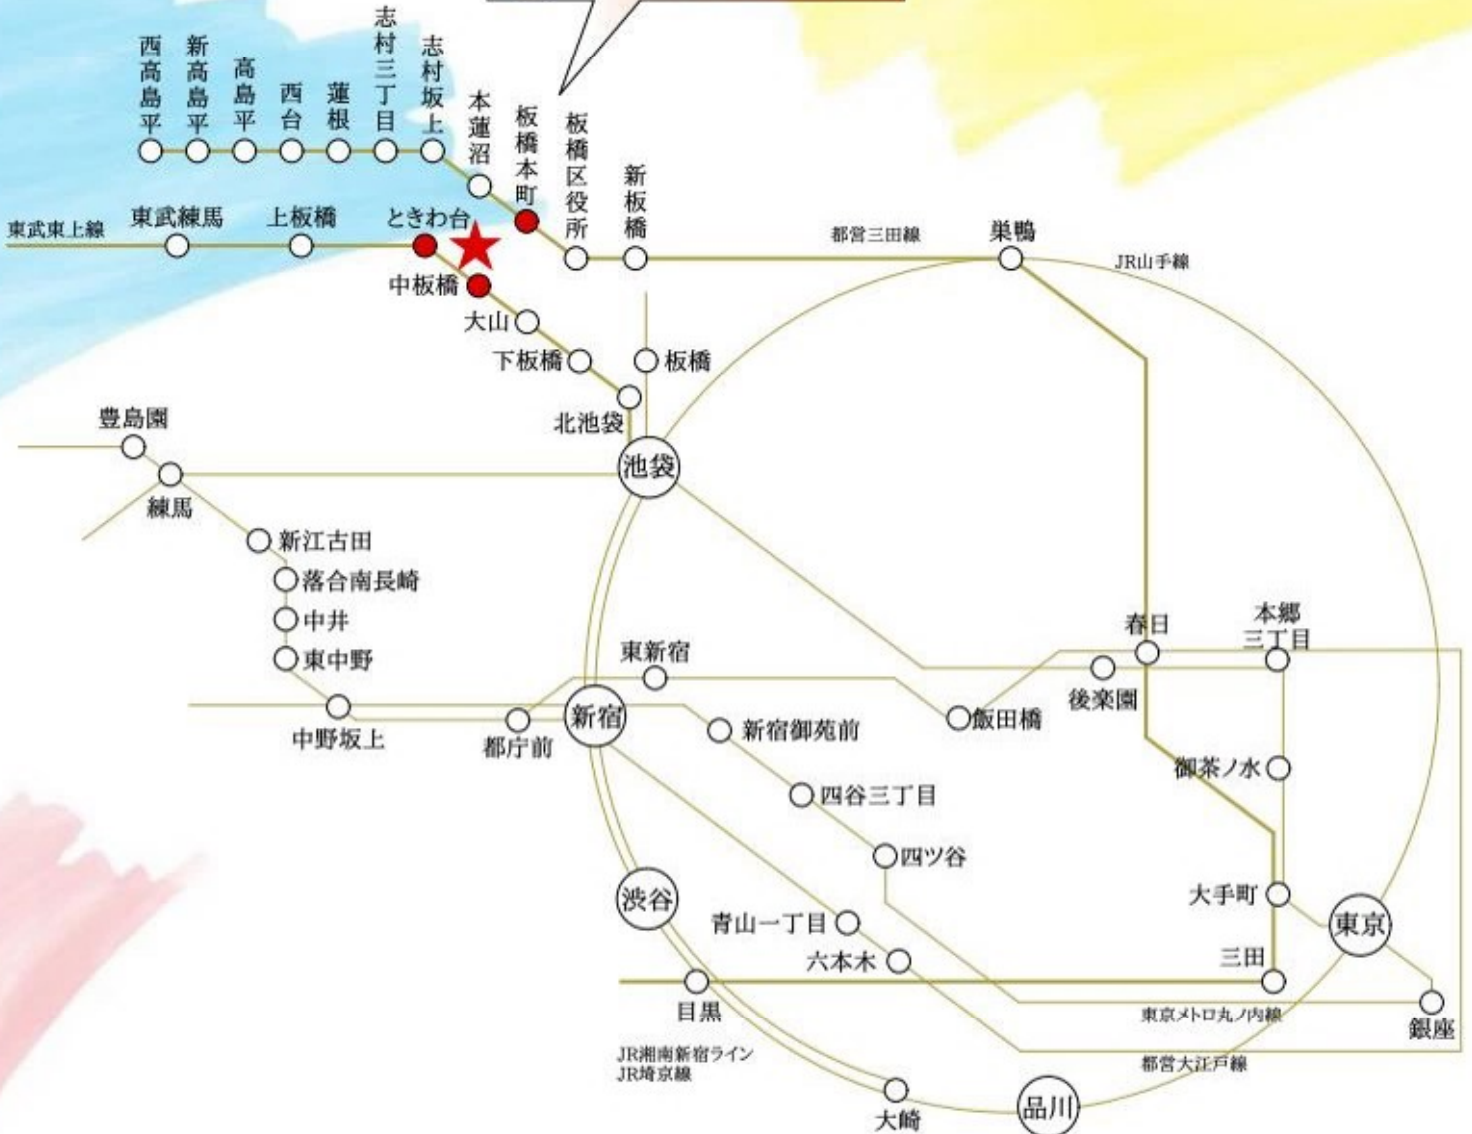 西高島平
新高島平
高島平
西台
蓮根
志村三丁目
志村坂上
本蓮沼
板橋本町
板橋区役所
新板橋
東武東上線
東武練馬
上板橋
ときわ台
都営三田線
巣鴨
JR山手線
中板橋
大山
下板橋
板橋
北池袋
豊島園
池袋
練馬
新江古田
落合南長崎
中井
東中野
東新宿
春日
本郷
三丁目
後楽園
中野坂上
都庁前
新宿
新宿御苑前
飯田橋
四谷三丁目
御茶ノ水
四ツ谷
渋谷
青山一丁目
大手町
東京
六本木
三田
目黒
東京メトロ丸ノ内線
銀座
JR湘南新宿ライン
JR埼京線
都営大江戸線
大崎
品川